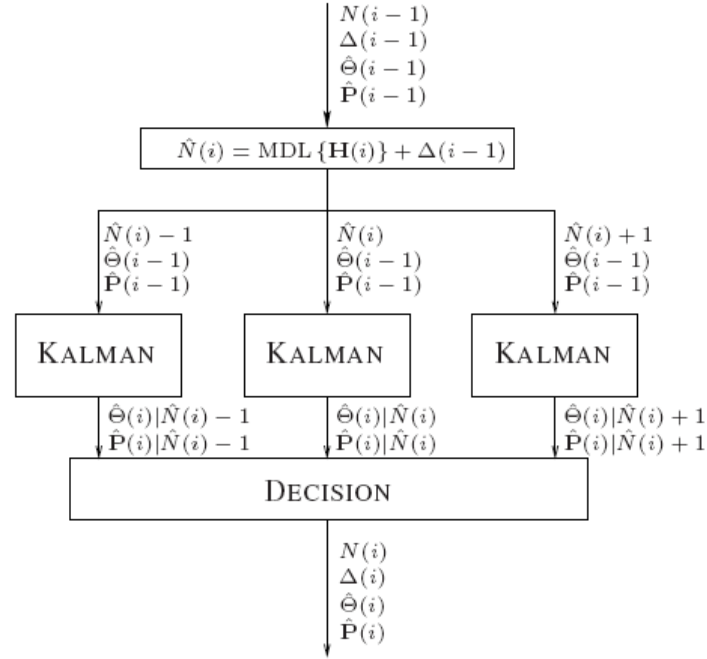 N(i − 1)
Δ(i − 1)
Θ̂(i − 1)
P̂(i − 1)
N̂(i) = MDL {H(i)} + Δ(i − 1)
N̂(i) − 1
Θ̂(i − 1)
P̂(i − 1)
N̂(i)
Θ̂(i − 1)
P̂(i − 1)
N̂(i) + 1
Θ̂(i − 1)
P̂(i − 1)
KALMAN
KALMAN
KALMAN
Θ̂(i)|N̂(i) − 1
P̂(i)|N̂(i) − 1
Θ̂(i)|N̂(i)
P̂(i)|N̂(i)
Θ̂(i)|N̂(i) + 1
P̂(i)|N̂(i) + 1
DECISION
N(i)
Δ(i)
Θ̂(i)
P̂(i)